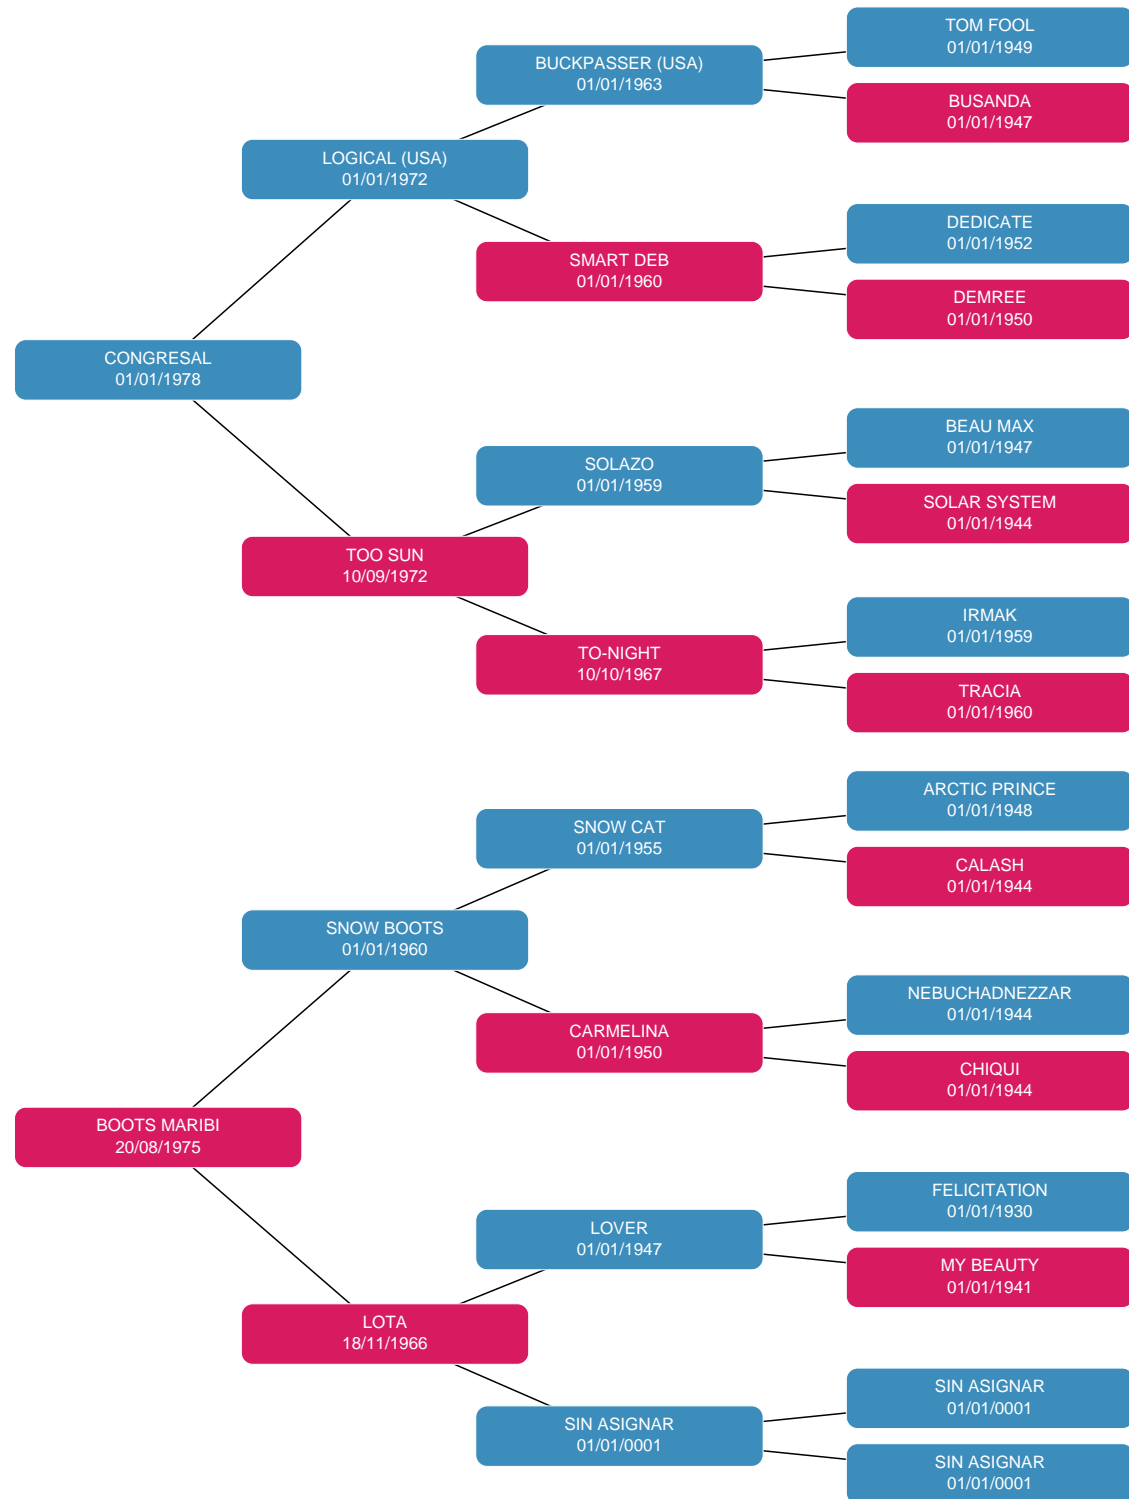 TOM FOOL
01/01/1949
BUCKPASSER (USA)
01/01/1963
BUSANDA
01/01/1947
LOGICAL (USA)
01/01/1972
DEDICATE
01/01/1952
SMART DEB
01/01/1960
DEMREE
01/01/1950
CONGRESAL
01/01/1978
BEAU MAX
01/01/1947
SOLAZO
01/01/1959
SOLAR SYSTEM
01/01/1944
TOO SUN
10/09/1972
IRMAK
01/01/1959
TO-NIGHT
10/10/1967
TRACIA
01/01/1960
ARCTIC PRINCE
01/01/1948
SNOW CAT
01/01/1955
CALASH
01/01/1944
SNOW BOOTS
01/01/1960
NEBUCHADNEZZAR
01/01/1944
CARMELINA
01/01/1950
CHIQUI
01/01/1944
BOOTS MARIBI
20/08/1975
FELICITATION
01/01/1930
LOVER
01/01/1947
MY BEAUTY
01/01/1941
LOTA
18/11/1966
SIN ASIGNAR
01/01/0001
SIN ASIGNAR
01/01/0001
SIN ASIGNAR
01/01/0001